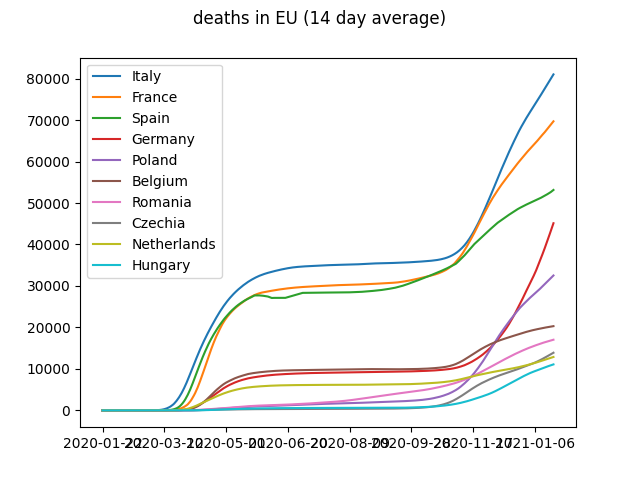 deaths in EU (14 day average)
Italy
France
Spain
Germany
Poland
Belgium
Romania
Czechia
Netherlands
Hungary
80000
70000
60000
50000
40000
30000
20000
10000
0
2020-01-22 2020-03-12 2020-05-01 2020-06-20 2020-08-09 2020-09-28 2020-11-17 2021-01-06